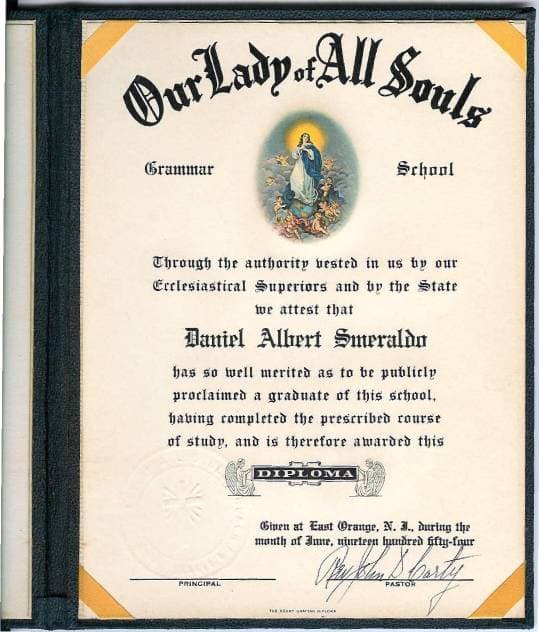 Our Lady of All Souls
Grammar School
Through the authority vested in us by our
Ecclesiastical Superiors and by the State
we attest that
Daniel Albert Smeraldo
has so well merited as to be publicly
proclaimed a graduate of this school,
having completed the prescribed course
of study, and is therefore awarded this
DIPLOMA
Given at East Orange, N. J., during the
month of June, nineteen hundred fifty-four
Rev John D Carty
PRINCIPAL PASTOR